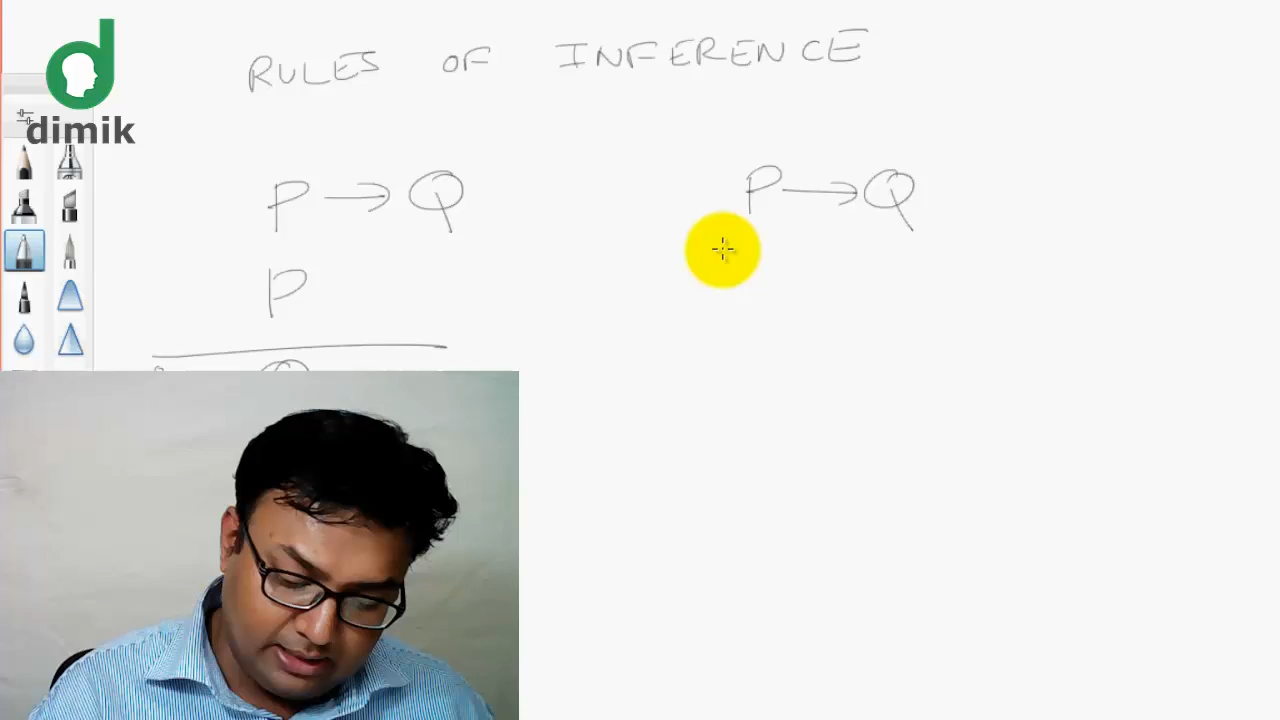 dimik
RULES OF INFERENCE
P → Q
P
P → Q